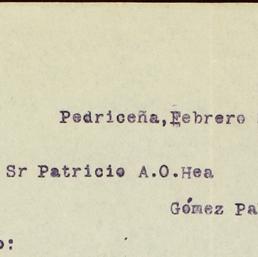 Pedriceña,Febrero
Sr Patricio A.O.Hea
Gómez Pa
o: